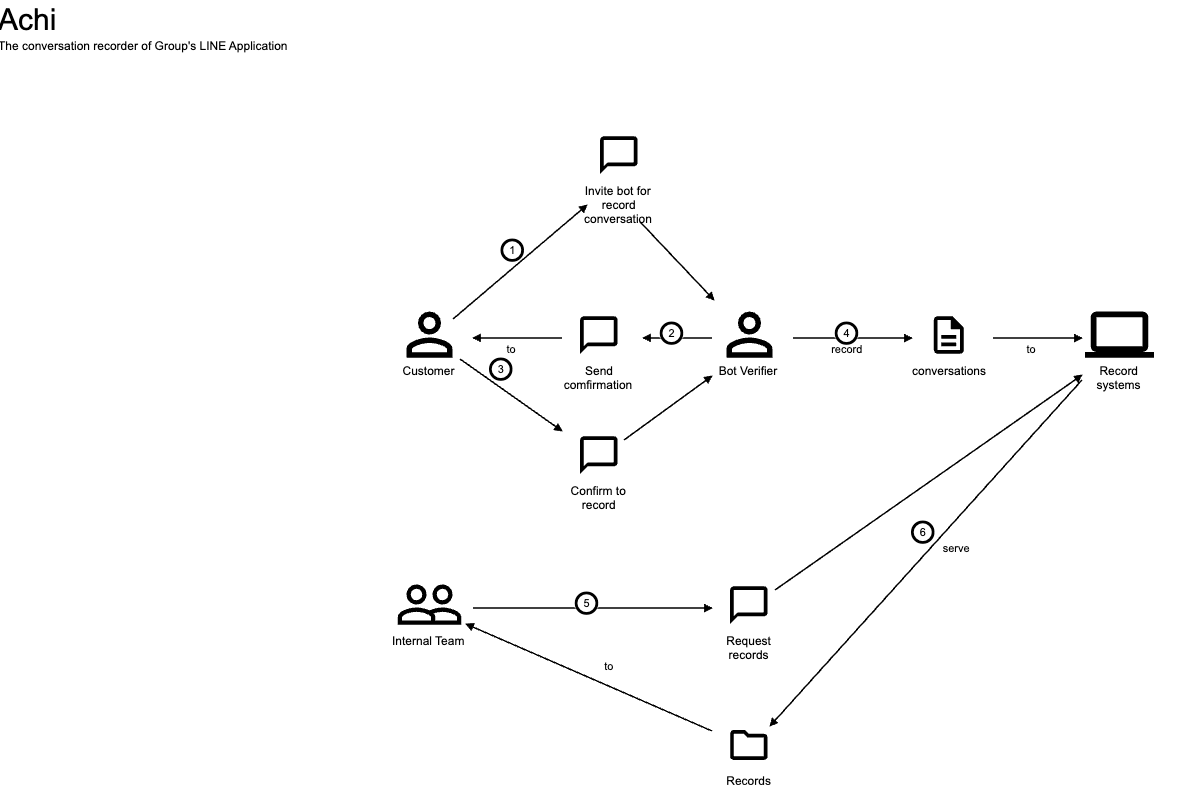 Achi
The conversation recorder of Group's LINE Application
Invite bot for
record
conversation
1
2
4
to
record
to
Customer
3
Send
comfirmation
Bot Verifier
conversations
Record
systems
Confirm to
record
6
serve
5
Internal Team
Request
records
to
Records